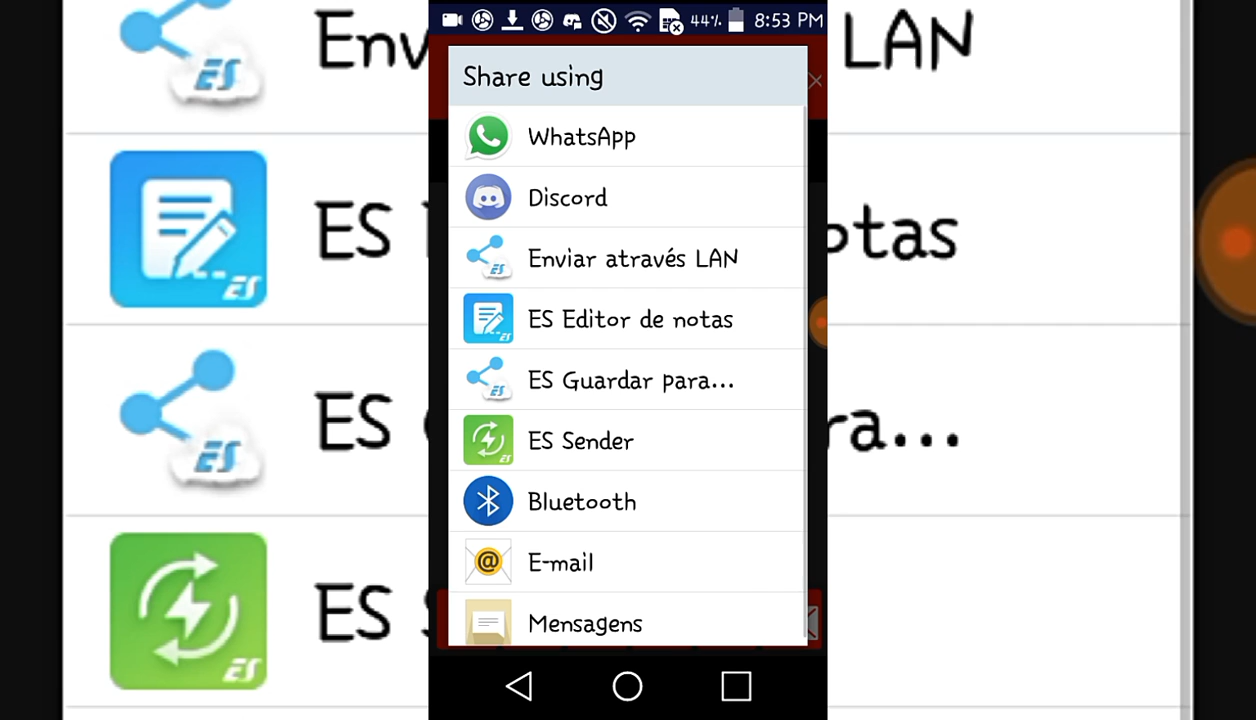 44% 8:53 PM
Share using
WhatsApp
Discord
Enviar através LAN
ES Editor de notas
ES Guardar para...
ES Sender
Bluetooth
E-mail
Mensagens
Env
LAN
ES
otas
ES
ra...
ES